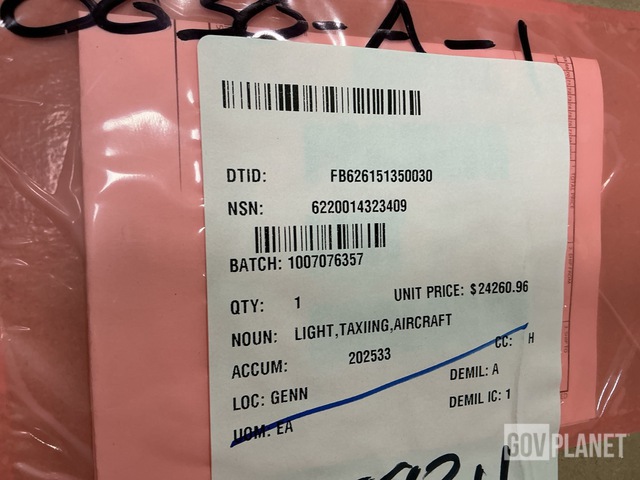 DTID: FB626151350030
NSN: 6220014323409
BATCH: 1007076357
QTY: 1 UNIT PRICE: $24260.96
NOUN: LIGHT,TAXIING,AIRCRAFT
ACCUM: 202533 CC: H
LOC: GENN DEMIL: A
UOM: EA DEMIL IC: 1
GOVPLANET